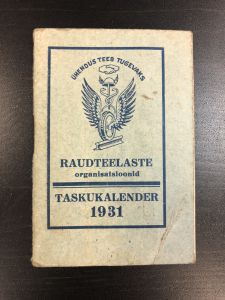 ÜHENDUS TEEB TUGEVAKS
RAUDTEELASTE
organisatsioonid
TASKUKALENDER
1931